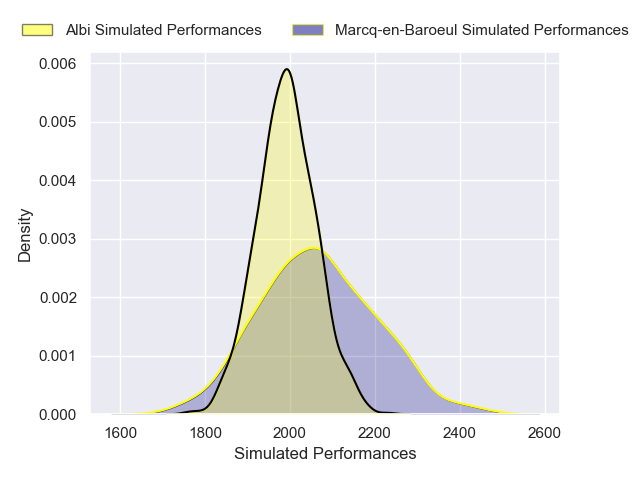 Albi Simulated Performances
Marcq-en-Baroeul Simulated Performances
0.006
0.005
0.004
0.003
0.002
0.001
0.000
Density
1600 1800 2000 2200 2400 2600
Simulated Performances